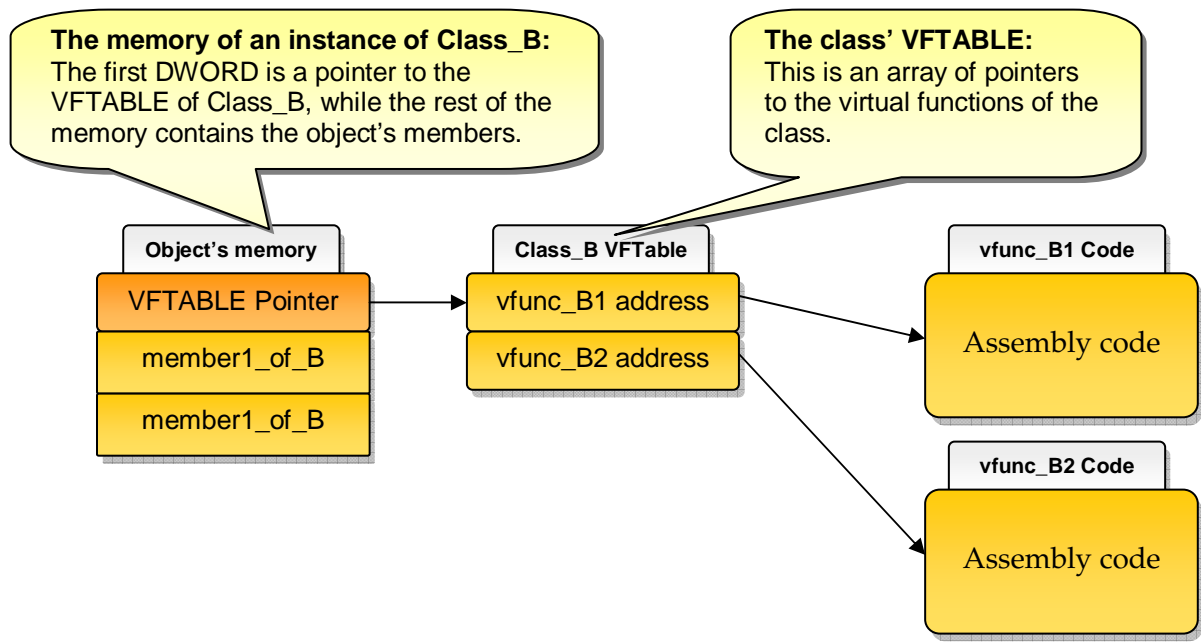 The memory of an instance of Class_B:
The first DWORD is a pointer to the
VFTABLE of Class_B, while the rest of the
memory contains the object’s members.
The class’ VFTABLE:
This is an array of pointers
to the virtual functions of the
class.
Object’s memory
VFTABLE Pointer
member1_of_B
member1_of_B
Class_B VFTable
vfunc_B1 address
vfunc_B2 address
vfunc_B1 Code
Assembly code
vfunc_B2 Code
Assembly code